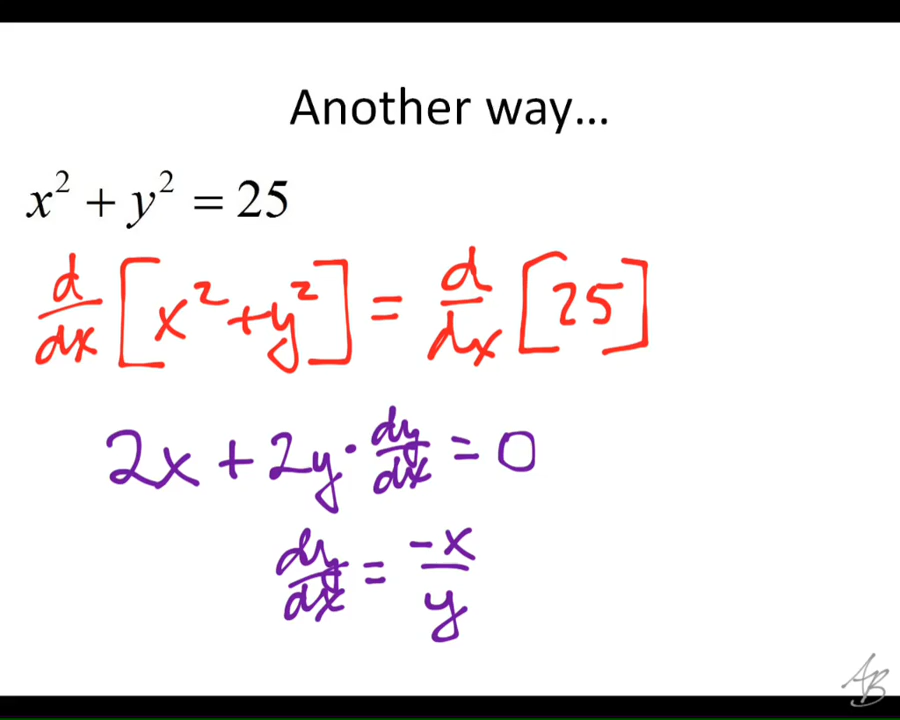 Another way...
x² + y² = 25
d/dx [x² + y²] = d/dx [25]
2x + 2y · dy/dx = 0
dy/dx = -x/y
AB